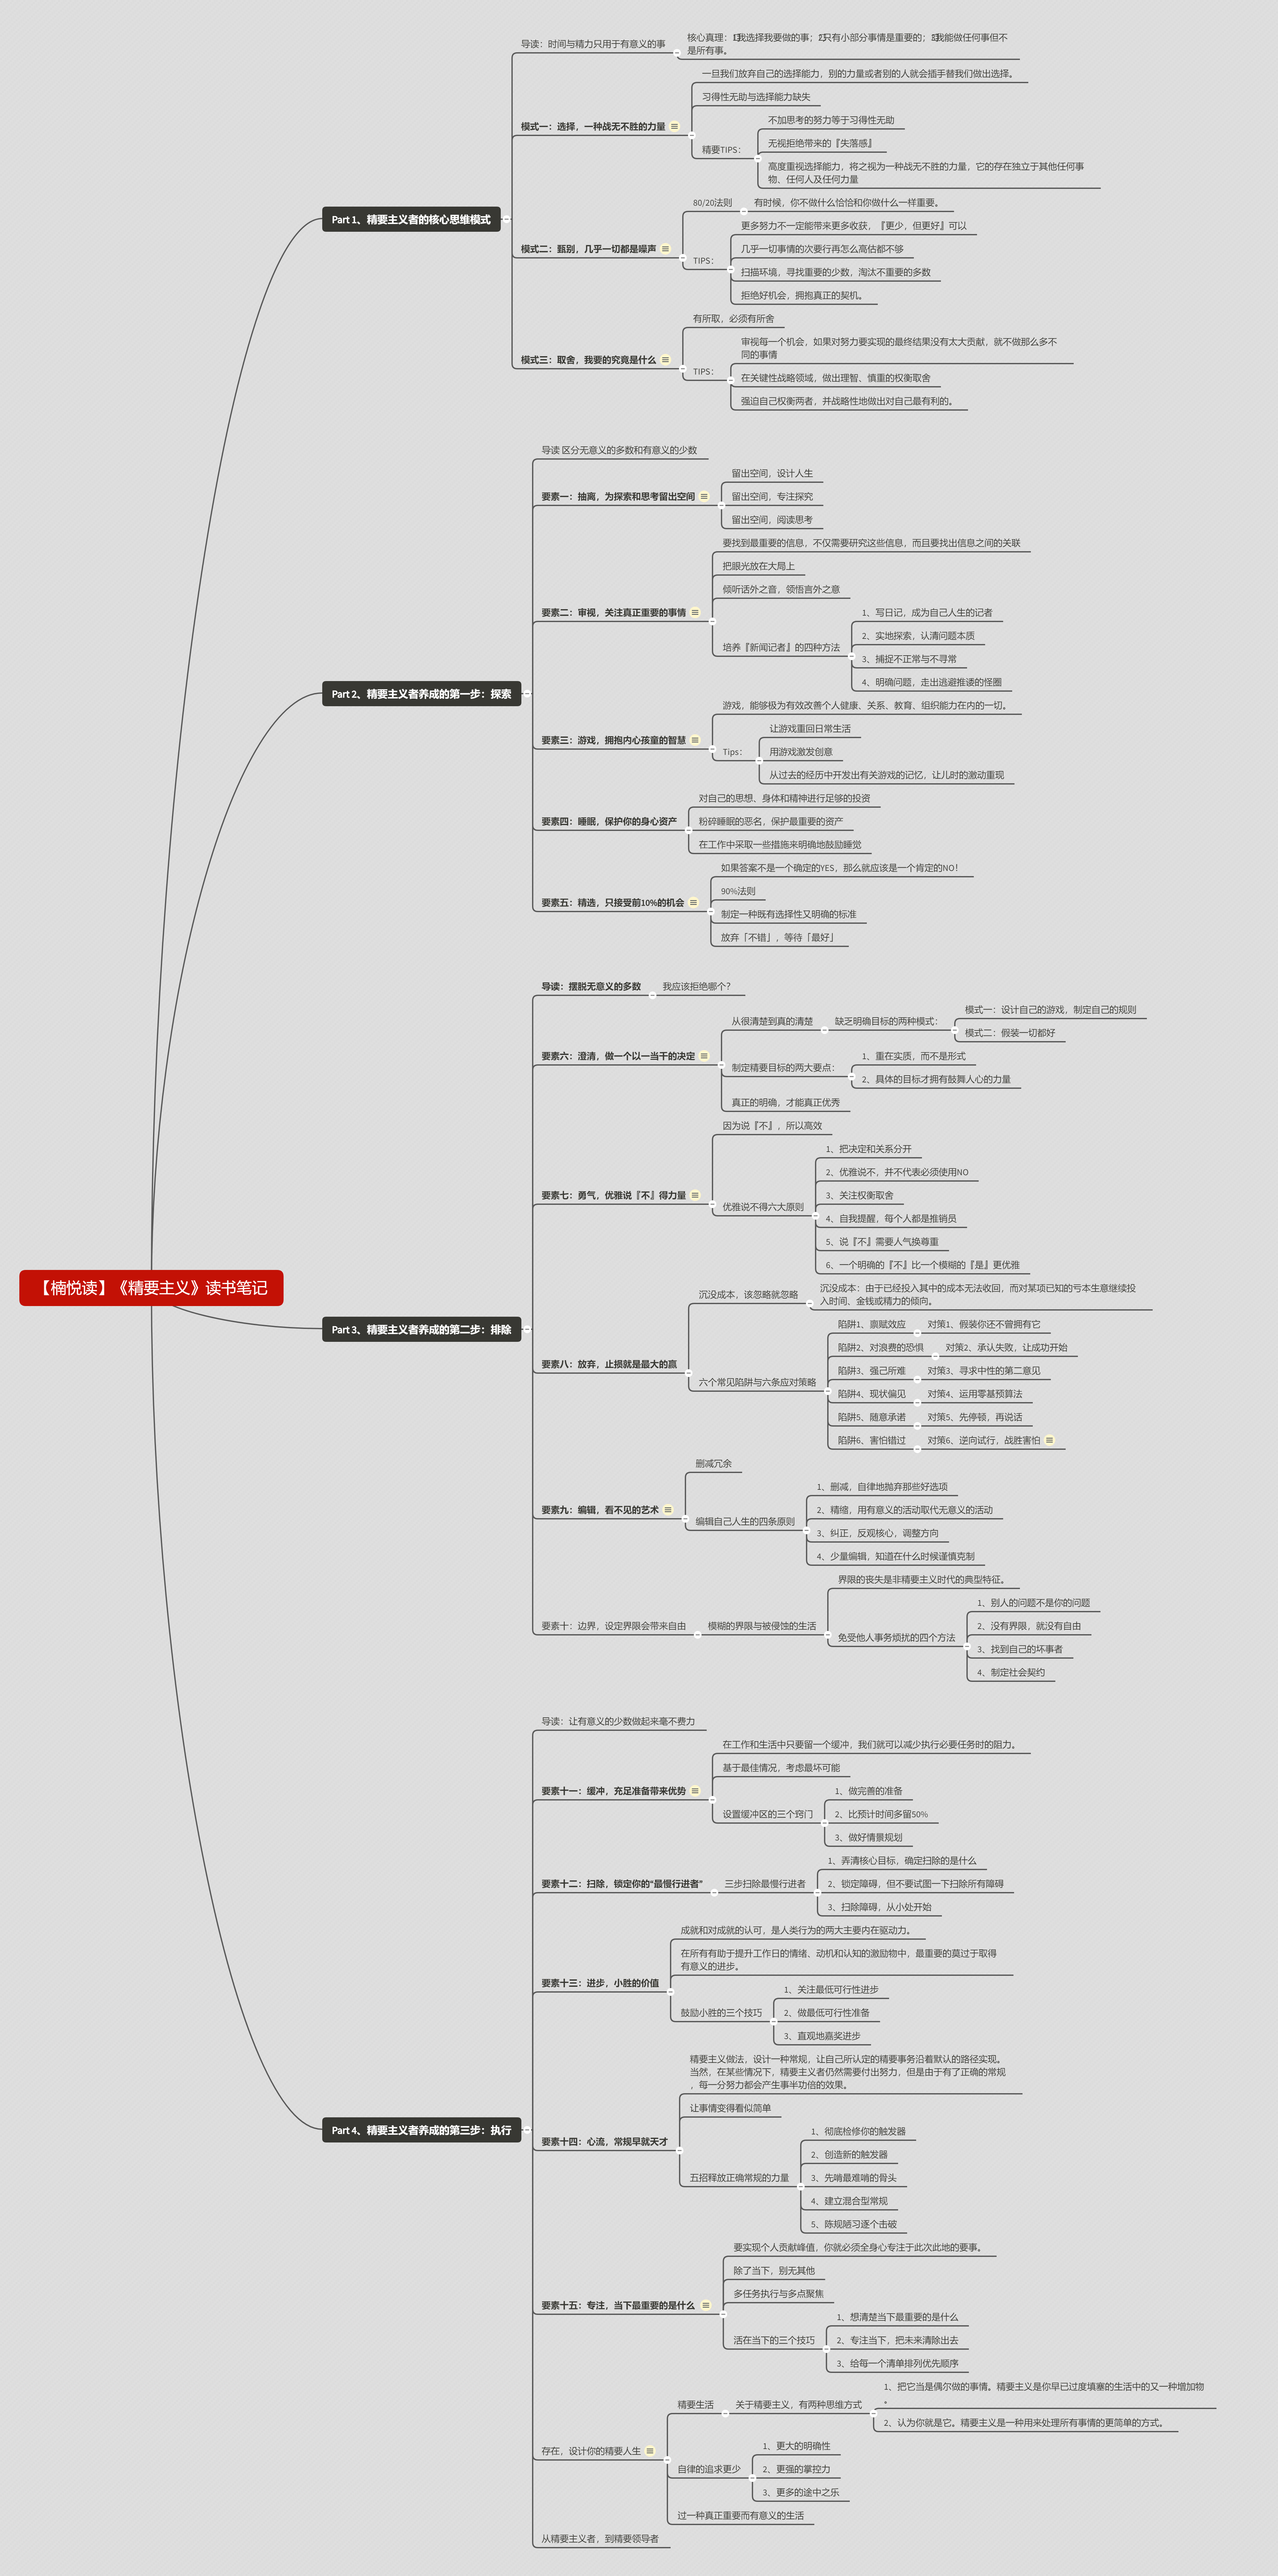 【楠悦读】《精要主义》读书笔记
Part 1、精要主义者的核心思维模式
导读：时间与精力只用于有意义的事
核心真理：1我选择我要做的事；2只有小部分事情是重要的；3我能做任何事但不
是所有事。
模式一：选择，一种战无不胜的力量
一旦我们放弃自己的选择能力，别的力量或者别的人就会插手替我们做出选择。
习得性无助与选择能力缺失
精要TIPS：
不加思考的努力等于习得性无助
无视拒绝带来的『失落感』
高度重视选择能力，将之视为一种战无不胜的力量，它的存在独立于其他任何事
物、任何人及任何力量
模式二：甄别，几乎一切都是噪声
80/20法则
有时候，你不做什么恰恰和你做什么一样重要。
TIPS：
更多努力不一定能带来更多收获，『更少，但更好』可以
几乎一切事情的次要行再怎么高估都不够
扫描环境，寻找重要的少数，淘汰不重要的多数
拒绝好机会，拥抱真正的契机。
模式三：取舍，我要的究竟是什么
有所取，必须有所舍
TIPS：
审视每一个机会，如果对努力要实现的最终结果没有太大贡献，就不做那么多不
同的事情
在关键性战略领域，做出理智、慎重的权衡取舍
强迫自己权衡两者，并战略性地做出对自己最有利的。
Part 2、精要主义者养成的第一步：探索
导读 区分无意义的多数和有意义的少数
要素一：抽离，为探索和思考留出空间
留出空间，设计人生
留出空间，专注探究
留出空间，阅读思考
要素二：审视，关注真正重要的事情
要找到最重要的信息，不仅需要研究这些信息，而且要找出信息之间的关联
把眼光放在大局上
倾听话外之音，领悟言外之意
培养『新闻记者』的四种方法
1、写日记，成为自己人生的记者
2、实地探索，认清问题本质
3、捕捉不正常与不寻常
4、明确问题，走出逃避推诿的怪圈
要素三：游戏，拥抱内心孩童的智慧
游戏，能够极为有效改善个人健康、关系、教育、组织能力在内的一切。
Tips：
让游戏重回日常生活
用游戏激发创意
从过去的经历中开发出有关游戏的记忆，让儿时的激动重现
要素四：睡眠，保护你的身心资产
对自己的思想、身体和精神进行足够的投资
粉碎睡眠的恶名，保护最重要的资产
在工作中采取一些措施来明确地鼓励睡觉
要素五：精选，只接受前10%的机会
如果答案不是一个确定的YES，那么就应该是一个肯定的NO！
90%法则
制定一种既有选择性又明确的标准
放弃「不错」，等待「最好」
Part 3、精要主义者养成的第二步：排除
导读：摆脱无意义的多数
我应该拒绝哪个？
要素六：澄清，做一个以一当千的决定
从很清楚到真的清楚
缺乏明确目标的两种模式：
模式一：设计自己的游戏，制定自己的规则
模式二：假装一切都好
制定精要目标的两大要点：
1、重在实质，而不是形式
2、具体的目标才拥有鼓舞人心的力量
真正的明确，才能真正优秀
要素七：勇气，优雅说『不』得力量
因为说『不』，所以高效
优雅说不得六大原则
1、把决定和关系分开
2、优雅说不，并不代表必须使用NO
3、关注权衡取舍
4、自我提醒，每个人都是推销员
5、说『不』需要人气换尊重
6、一个明确的『不』比一个模糊的『是』更优雅
要素八：放弃，止损就是最大的赢
沉没成本，该忽略就忽略
沉没成本：由于已经投入其中的成本无法收回，而对某项已知的亏本生意继续投
入时间、金钱或精力的倾向。
六个常见陷阱与六条应对策略
陷阱1、禀赋效应
对策1、假装你还不曾拥有它
陷阱2、对浪费的恐惧
对策2、承认失败，让成功开始
陷阱3、强己所难
对策3、寻求中性的第二意见
陷阱4、现状偏见
对策4、运用零基预算法
陷阱5、随意承诺
对策5、先停顿，再说话
陷阱6、害怕错过
对策6、逆向试行，战胜害怕
要素九：编辑，看不见的艺术
删减冗余
编辑自己人生的四条原则
1、删减，自律地抛弃那些好选项
2、精缩，用有意义的活动取代无意义的活动
3、纠正，反观核心，调整方向
4、少量编辑，知道在什么时候谨慎克制
要素十：边界，设定界限会带来自由
模糊的界限与被侵蚀的生活
界限的丧失是非精要主义时代的典型特征。
免受他人事务烦扰的四个方法
1、别人的问题不是你的问题
2、没有界限，就没有自由
3、找到自己的坏事者
4、制定社会契约
Part 4、精要主义者养成的第三步：执行
导读：让有意义的少数做起来毫不费力
要素十一：缓冲，充足准备带来优势
在工作和生活中只要留一个缓冲，我们就可以减少执行必要任务时的阻力。
基于最佳情况，考虑最坏可能
设置缓冲区的三个窍门
1、做完善的准备
2、比预计时间多留50%
3、做好情景规划
要素十二：扫除，锁定你的“最慢行进者”
三步扫除最慢行进者
1、弄清核心目标，确定扫除的是什么
2、锁定障碍，但不要试图一下扫除所有障碍
3、扫除障碍，从小处开始
要素十三：进步，小胜的价值
成就和对成就的认可，是人类行为的两大主要内在驱动力。
在所有有助于提升工作日的情绪、动机和认知的激励物中，最重要的莫过于取得
有意义的进步。
鼓励小胜的三个技巧
1、关注最低可行性进步
2、做最低可行性准备
3、直观地嘉奖进步
要素十四：心流，常规早就天才
精要主义做法，设计一种常规，让自己所认定的精要事务沿着默认的路径实现。
当然，在某些情况下，精要主义者仍然需要付出努力，但是由于有了正确的常规
，每一分努力都会产生事半功倍的效果。
让事情变得看似简单
五招释放正确常规的力量
1、彻底检修你的触发器
2、创造新的触发器
3、先啃最难啃的骨头
4、建立混合型常规
5、陈规陋习逐个击破
要素十五：专注，当下最重要的是什么
要实现个人贡献峰值，你就必须全身心专注于此次此地的要事。
除了当下，别无其他
多任务执行与多点聚焦
活在当下的三个技巧
1、想清楚当下最重要的是什么
2、专注当下，把未来清除出去
3、给每一个清单排列优先顺序
存在，设计你的精要人生
精要生活
关于精要主义，有两种思维方式
1、把它当是偶尔做的事情。精要主义是你早已过度填塞的生活中的又一种增加物
。
2、认为你就是它。精要主义是一种用来处理所有事情的更简单的方式。
自律的追求更少
1、更大的明确性
2、更强的掌控力
3、更多的途中之乐
过一种真正重要而有意义的生活
从精要主义者，到精要领导者